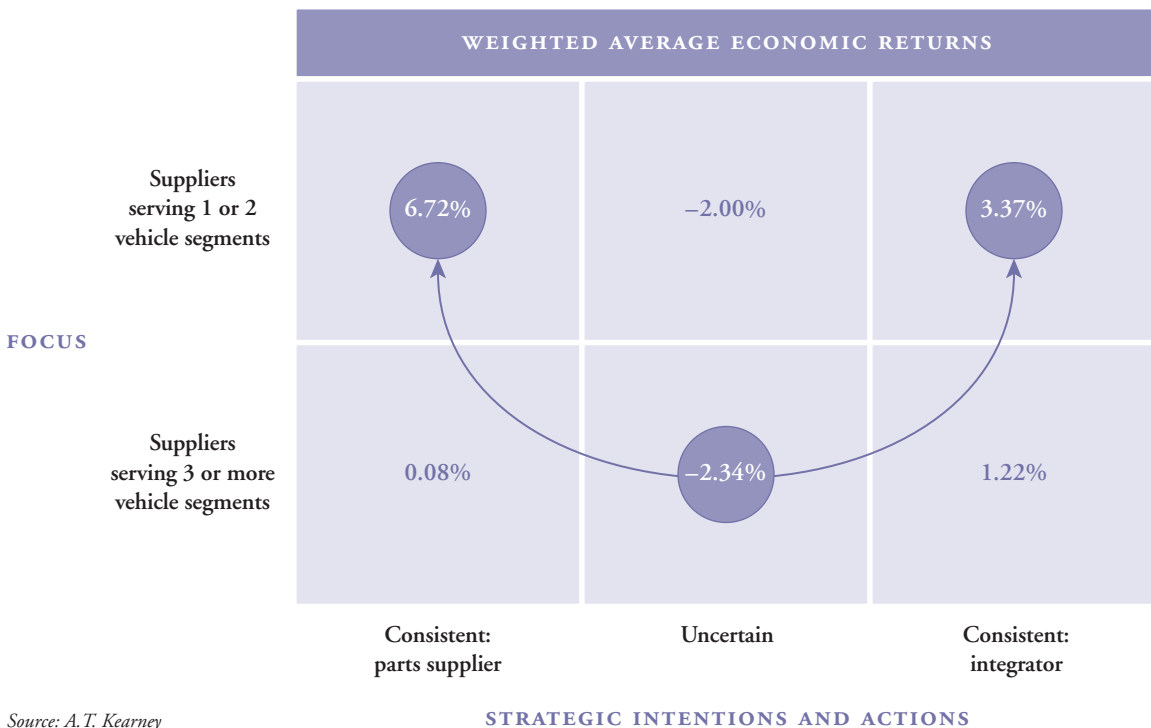 WEIGHTED AVERAGE ECONOMIC RETURNS
Suppliers
serving 1 or 2
vehicle segments
6.72%
–2.00%
3.37%
FOCUS
Suppliers
serving 3 or more
vehicle segments
0.08%
–2.34%
1.22%
Consistent:
parts supplier
Uncertain
Consistent:
integrator
Source: A.T. Kearney
STRATEGIC INTENTIONS AND ACTIONS